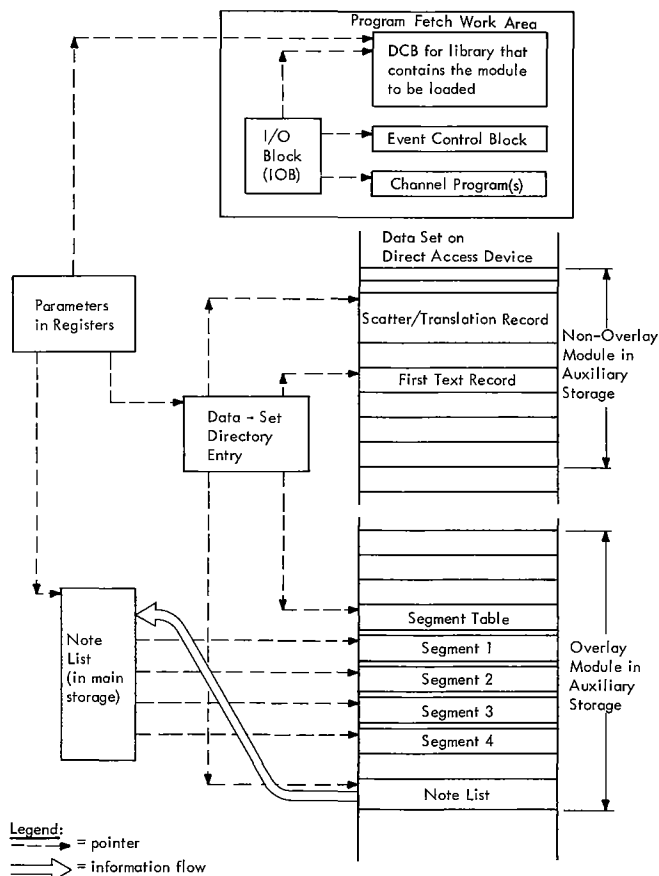 Program Fetch Work Area
DCB for library that
contains the module
to be loaded
I/O
Block
(IOB)
Event Control Block
Channel Program(s)
Data Set on
Direct Access Device
Parameters
in Registers
Scatter/Translation Record
Non-Overlay
Module in
Auxiliary
Storage
First Text Record
Data - Set
Directory
Entry
Note
List
(in main
storage)
Segment Table
Segment 1
Segment 2
Segment 3
Segment 4
Note List
Overlay
Module in
Auxiliary
Storage
Legend:
= pointer
= information flow